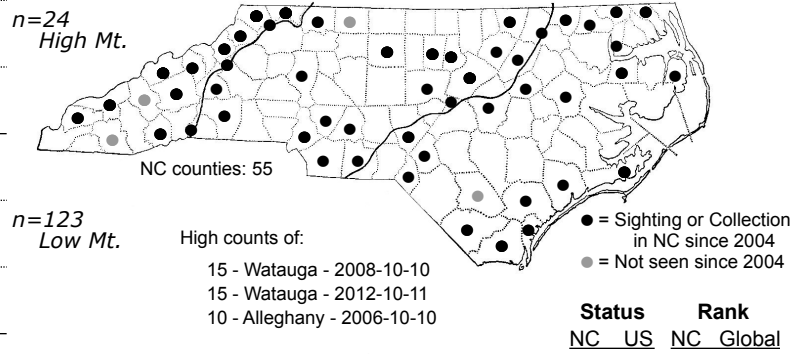 n=24
High Mt.
NC counties: 55
n=123
Low Mt.
High counts of:
15 - Watauga - 2008-10-10
15 - Watauga - 2012-10-11
10 - Alleghany - 2006-10-10
= Sighting or Collection
in NC since 2004
= Not seen since 2004
Status Rank
NC US NC Global